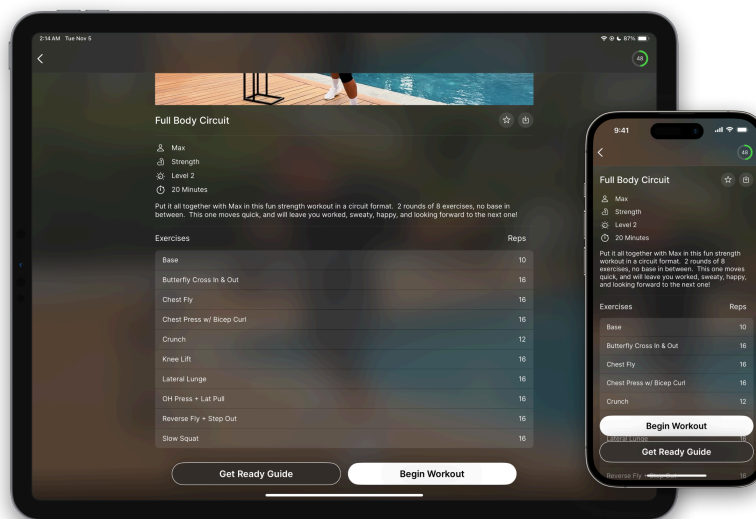 2:14 AM Tue Nov 5
87%
48
Full Body Circuit
Max
Strength
Level 2
20 Minutes
Put it all together with Max in this fun strength workout in a circuit format. 2 rounds of 8 exercises, no base in
between. This one moves quick, and will leave you worked, sweaty, happy, and looking forward to the next one!
Exercises Reps
Base 10
Butterfly Cross In & Out 16
Chest Fly 16
Chest Press w/ Bicep Curl 16
Crunch 12
Knee Lift 16
Lateral Lunge 16
OH Press + Lat Pull 16
Reverse Fly + Step Out 16
Slow Squat 16
Get Ready Guide Begin Workout
9:41
48
Full Body Circuit
Max
Strength
Level 2
20 Minutes
Put it all together with Max in this fun strength
workout in a circuit format. 2 rounds of 8
exercises, no base in between. This one moves
quick, and will leave you worked, sweaty, happy,
and looking forward to the next one!
Exercises Reps
Base 10
Butterfly Cross In & Out 16
Chest Fly 16
Chest Press w/ Bicep Curl 16
Crunch 12
Begin Workout
Lateral Lunge 16
Get Ready Guide
Reverse Fly + Step Out 16